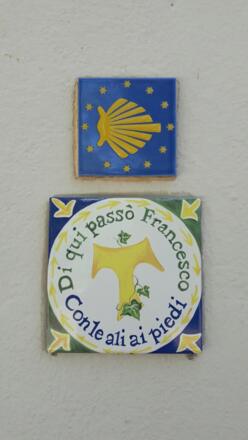 Di qui passò Francesco
Con le ali ai piedi